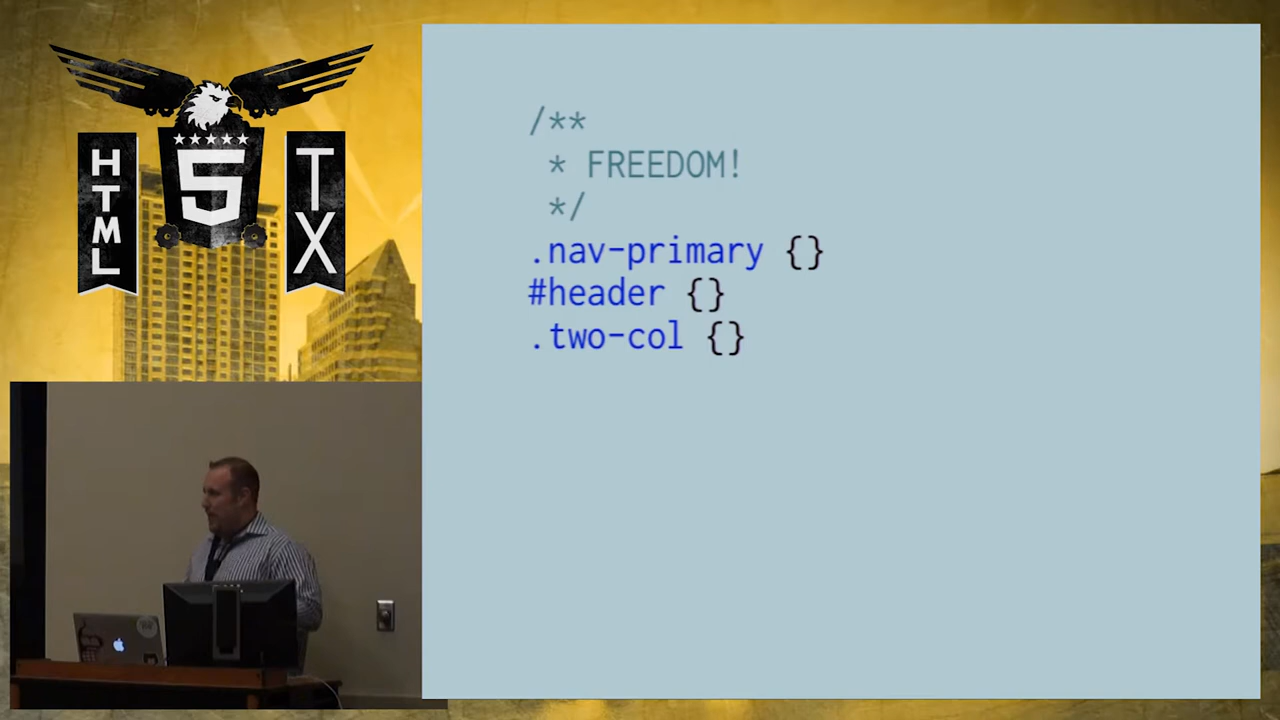 HTML
5
TX
/**
* FREEDOM!
*/
.nav-primary {}
#header {}
.two-col {}